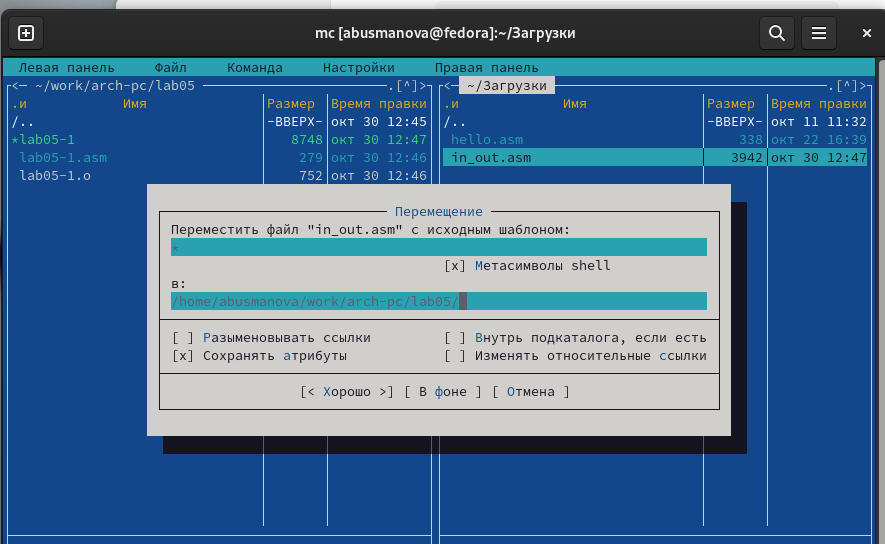 mc [abusmanova@fedora]:~/Загрузки
Левая панель Файл Команда Настройки Правая панель
<─ ~/work/arch-pc/lab05 .[^]> <─ ~/Загрузки .[^]>
.и Имя Размер Время правки .и Имя Размер Время правки
/.. -ВВЕРХ- окт 30 12:45 /.. -ВВЕРХ- окт 11 11:32
*lab05-1 8748 окт 30 12:47 hello.asm 338 окт 22 16:39
lab05-1.asm 279 окт 30 12:46 in_out.asm 3942 окт 30 12:47
lab05-1.o 752 окт 30 12:46
Перемещение
Переместить файл "in_out.asm" с исходным шаблоном:
*
[x] Метасимволы shell
в:
/home/abusmanova/work/arch-pc/lab05/
[ ] Разыменовывать ссылки [ ] Внутрь подкаталога, если есть
[x] Сохранять атрибуты [ ] Изменять относительные ссылки
[< Хорошо >] [ В фоне ] [ Отмена ]